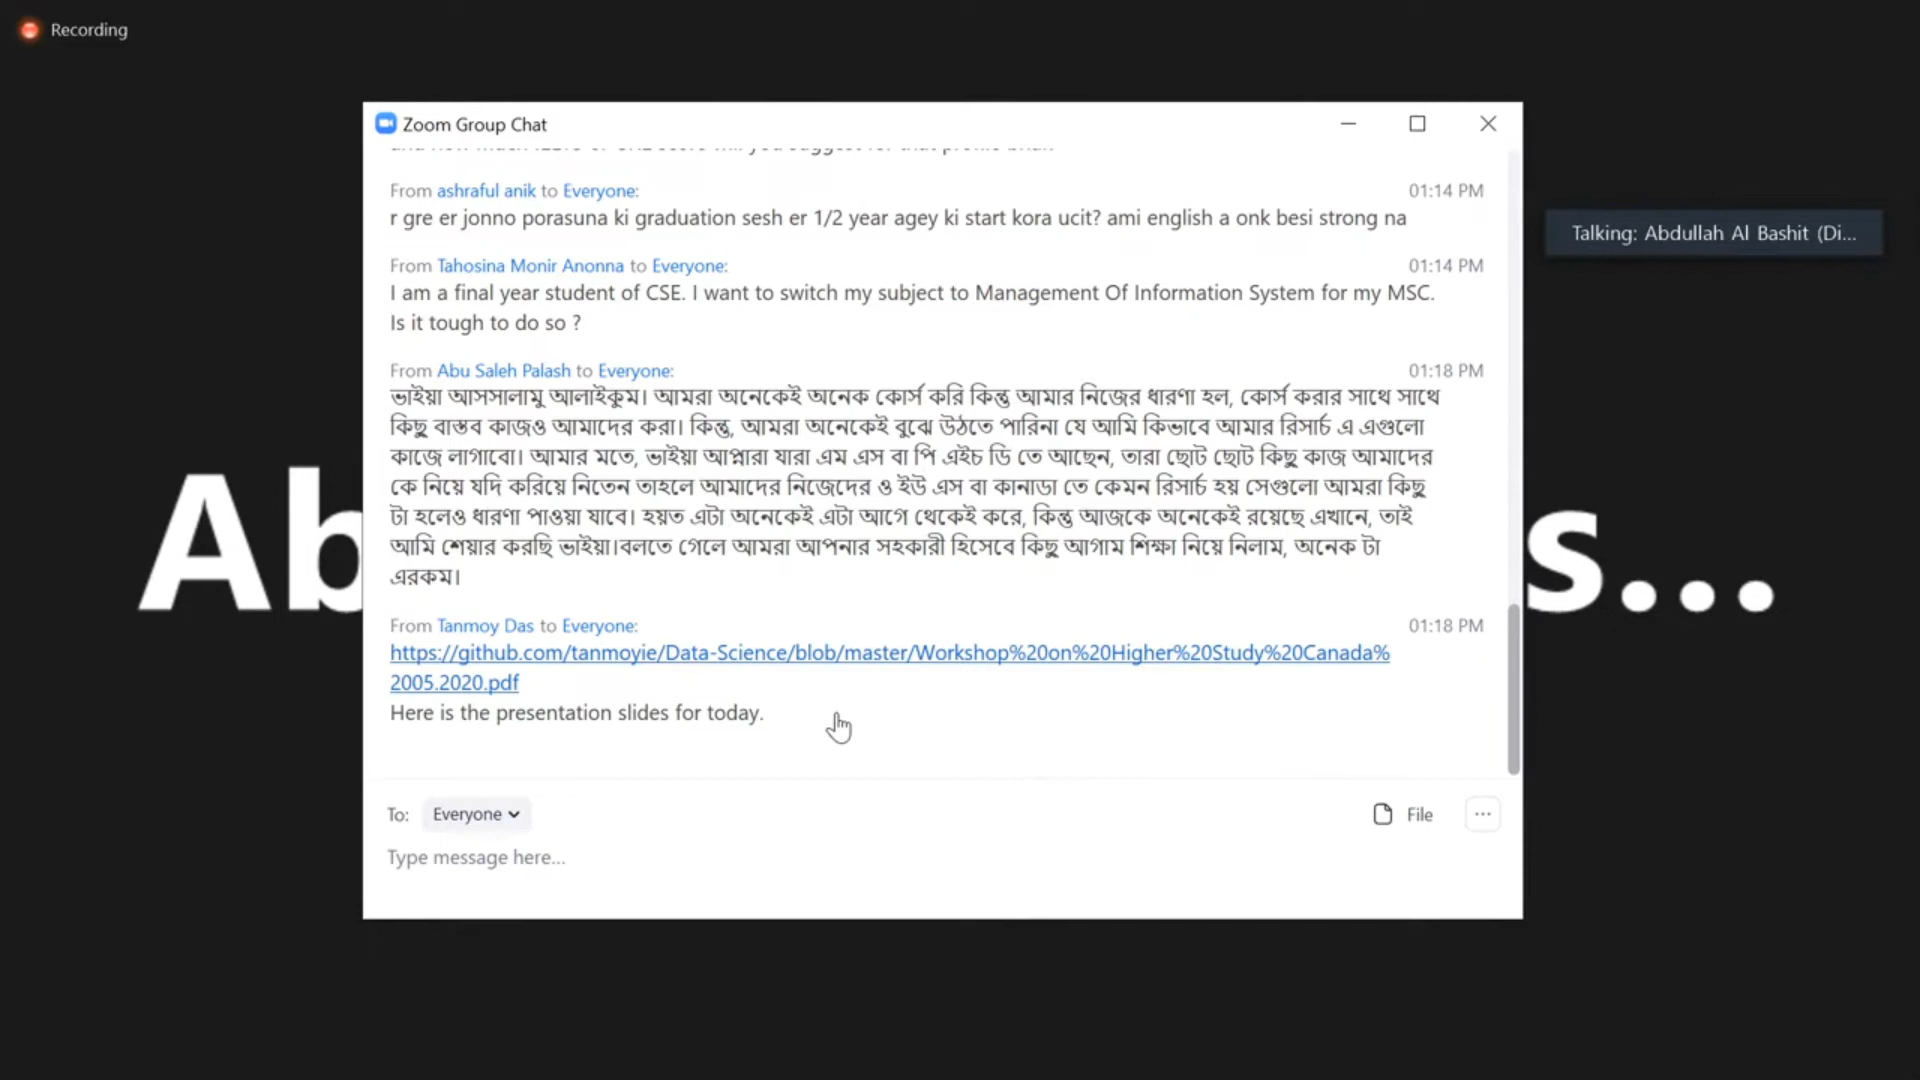 Recording
Zoom Group Chat
From ashraful anik to Everyone:
01:14 PM
r gre er jonno porasuna ki graduation sesh er 1/2 year agey ki start kora ucit? ami english a onk besi strong na
Talking: Abdullah Al Bashit (Di...
From Tahosina Monir Anonna to Everyone:
01:14 PM
I am a final year student of CSE. I want to switch my subject to Management Of Information System for my MSC.
Is it tough to do so ?
From Abu Saleh Palash to Everyone:
01:18 PM
ভাইয়া আসসালামু আলাইকুম। আমরা অনেকেই অনেক কোর্স করি কিন্তু আমার নিজের ধারণা হল, কোর্স করার সাথে সাথে
কিছু বাস্তব কাজও আমাদের করা। কিন্তু, আমরা অনেকেই বুঝে উঠতে পারিনা যে আমি কিভাবে আমার রিসার্চ এ এগুলো
কাজে লাগাবো। আমার মতে, ভাইয়া আপ্নারা যারা এম এস বা পি এইচ ডি তে আছেন, তারা ছোট ছোট কিছু কাজ আমাদের
কে নিয়ে যদি করিয়ে নিতেন তাহলে আমাদের নিজেদের ও ইউ এস বা কানাডা তে কেমন রিসার্চ হয় সেগুলো আমরা কিছু
টা হলেও ধারণা পাওয়া যাবে। হয়ত এটা অনেকেই এটা আগে থেকেই করে, কিন্তু আজকে অনেকেই রয়েছে এখানে, তাই
আমি শেয়ার করছি ভাইয়া।বলতে গেলে আমরা আপনার সহকারী হিসেবে কিছু আগাম শিক্ষা নিয়ে নিলাম, অনেক টা
এরকম।
From Tanmoy Das to Everyone:
01:18 PM
https://github.com/tanmoyie/Data-Science/blob/master/Workshop%20on%20Higher%20Study%20Canada%
2005.2020.pdf
Here is the presentation slides for today.
To: Everyone
File
Type message here...
Ab
s...